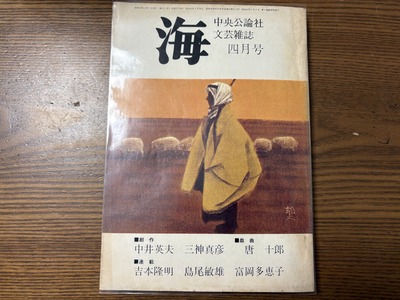 海
中央公論社
文芸雑誌
四月号
■創作
中井英夫 三神真彦
■戯曲
唐 十郎
■連載
吉本隆明 島尾敏雄 富岡多恵子